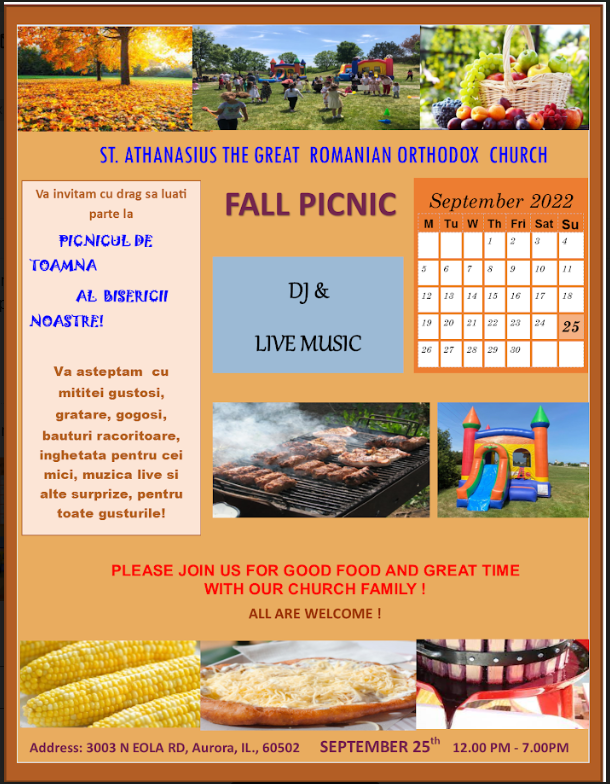 ST. ATHANASIUS THE GREAT ROMANIAN ORTHODOX CHURCH
Va invitam cu drag sa luati
parte la
PICNICUL DE
TOAMNA
AL BISERICII
NOASTRE!
Va asteptam cu
mititei gustosi,
gratare, gogosi,
bauturi racoritoare,
inghetata pentru cei
mici, muzica live si
alte surprize, pentru
toate gusturile!
FALL PICNIC
DJ &
LIVE MUSIC
September 2022
M Tu W Th Fri Sat Su
1 2 3 4
5 6 7 8 9 10 11
12 13 14 15 16 17 18
19 20 21 22 23 24 25
26 27 28 29 30
PLEASE JOIN US FOR GOOD FOOD AND GREAT TIME
WITH OUR CHURCH FAMILY !
ALL ARE WELCOME !
Address: 3003 N EOLA RD, Aurora, IL., 60502 SEPTEMBER 25th 12.00 PM - 7.00PM